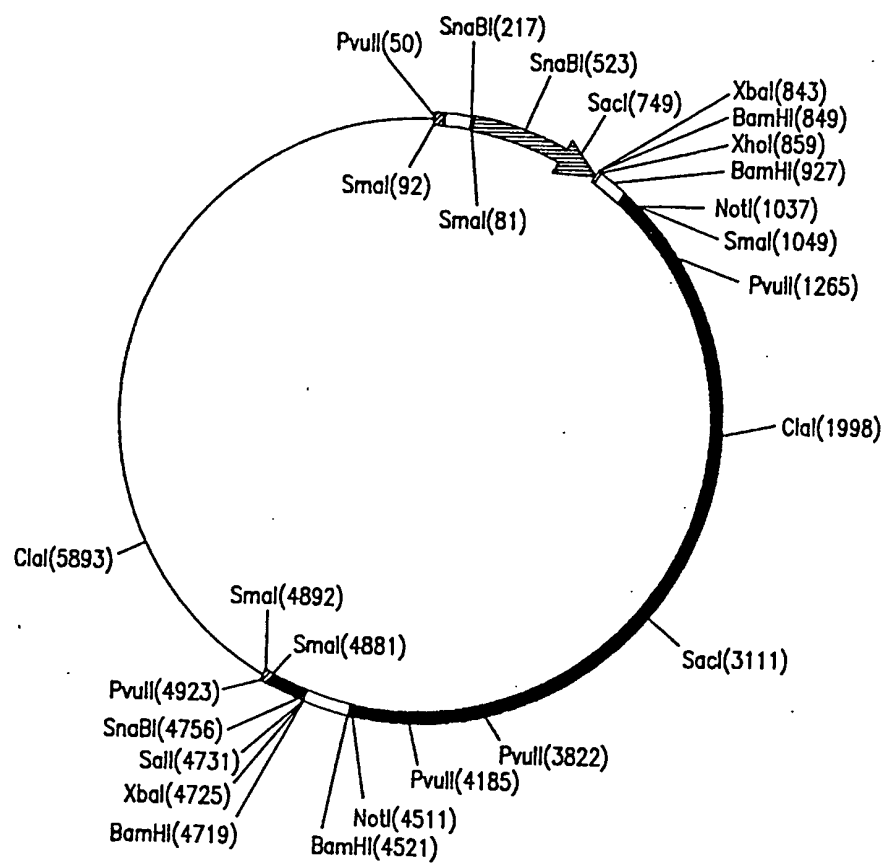 SnaBI(217)
PvuII(50)
SnaBI(523)
SacI(749)
XbaI(843)
BamHI(849)
XhoI(859)
BamHI(927)
SmaI(92)
SmaI(81)
NotI(1037)
SmaI(1049)
PvuII(1265)
ClaI(1998)
ClaI(5893)
SmaI(4892)
SmaI(4881)
SacI(3111)
PvuII(4923)
SnaBI(4756)
SalI(4731)
PvuII(3822)
PvuII(4185)
XbaI(4725)
NotI(4511)
BamHI(4719)
BamHI(4521)